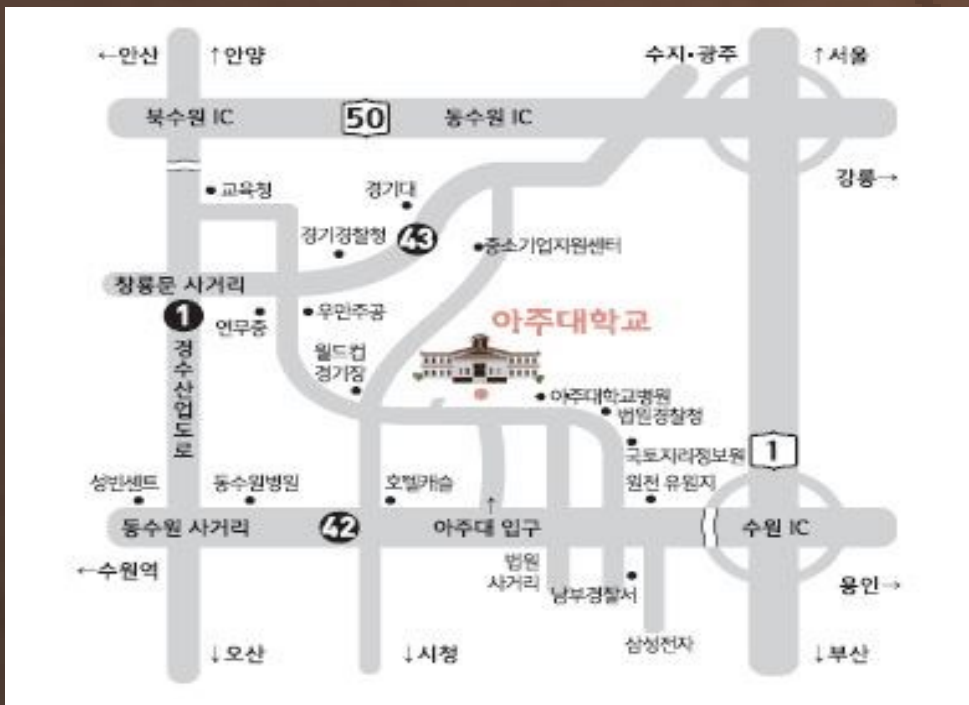 ←안산
↑안양
수지·광주
↑서울
북수원 IC
50
동수원 IC
강릉→
교육청
경기대
경기경찰청
43
중소기업지원센터
창룡문 사거리
1
연무중
우만주공
아주대학교
월드컵
경기장
경수산업도로
아주대학교병원
법원경찰청
국토지리정보원
1
성빈센트
동수원병원
호텔캐슬
원천 유원지
동수원 사거리
42
↑
아주대 입구
수원 IC
←수원역
법원
사거리
남부경찰서
용인→
↓오산
↓시청
삼성전자
↓부산